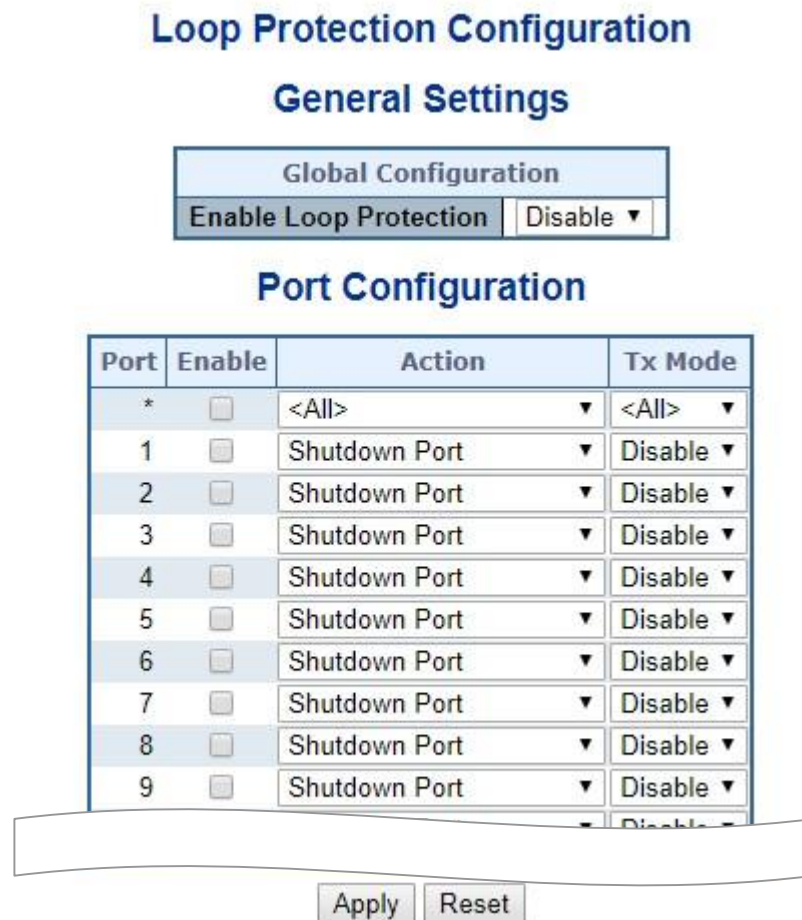 Loop Protection Configuration
General Settings
Global Configuration
Enable Loop Protection Disable
Port Configuration
Port Enable Action Tx Mode
* <All> <All>
1 Shutdown Port Disable
2 Shutdown Port Disable
3 Shutdown Port Disable
4 Shutdown Port Disable
5 Shutdown Port Disable
6 Shutdown Port Disable
7 Shutdown Port Disable
8 Shutdown Port Disable
9 Shutdown Port Disable
Apply Reset